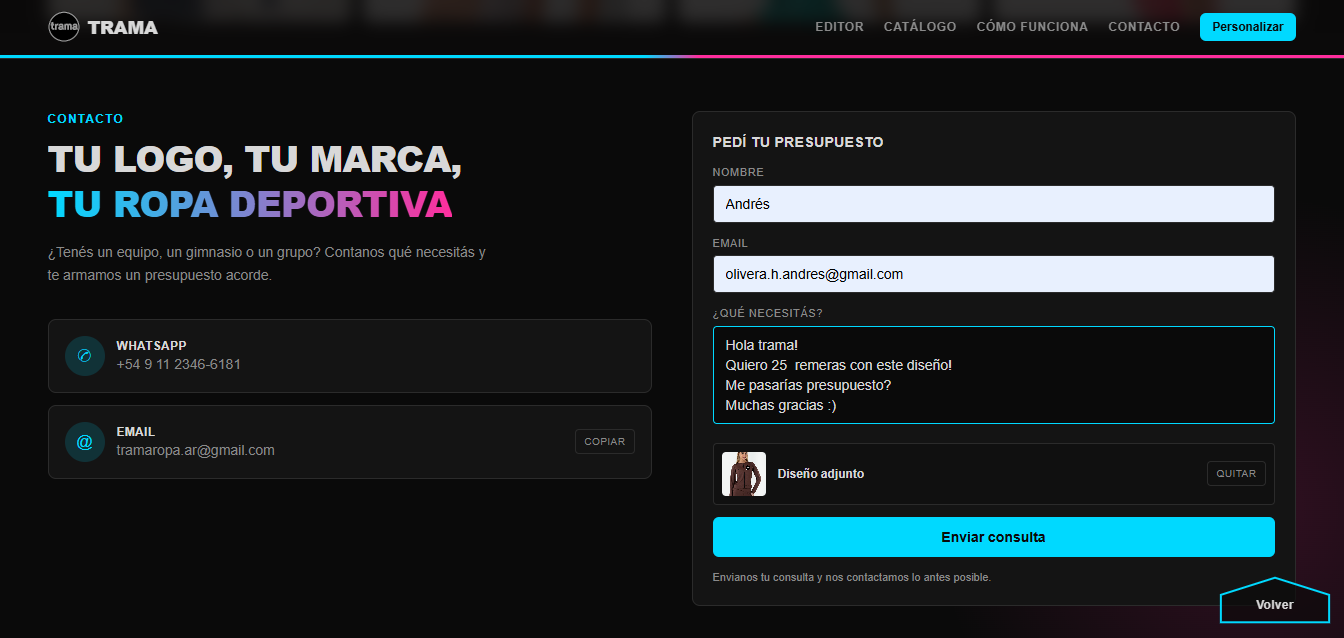 trama TRAMA
EDITOR CATÁLOGO CÓMO FUNCIONA CONTACTO Personalizar
CONTACTO
TU LOGO, TU MARCA,
TU ROPA DEPORTIVA
¿Tenés un equipo, un gimnasio o un grupo? Contanos qué necesitás y
te armamos un presupuesto acorde.
WHATSAPP
+54 9 11 2346-6181
@
EMAIL
tramaropa.ar@gmail.com
COPIAR
PEDÍ TU PRESUPUESTO
NOMBRE
Andrés
EMAIL
olivera.h.andres@gmail.com
¿QUÉ NECESITÁS?
Hola trama!
Quiero 25  remeras con este diseño!
Me pasarías presupuesto?
Muchas gracias :)
Diseño adjunto
QUITAR
Enviar consulta
Envianos tu consulta y nos contactamos lo antes posible.
Volver